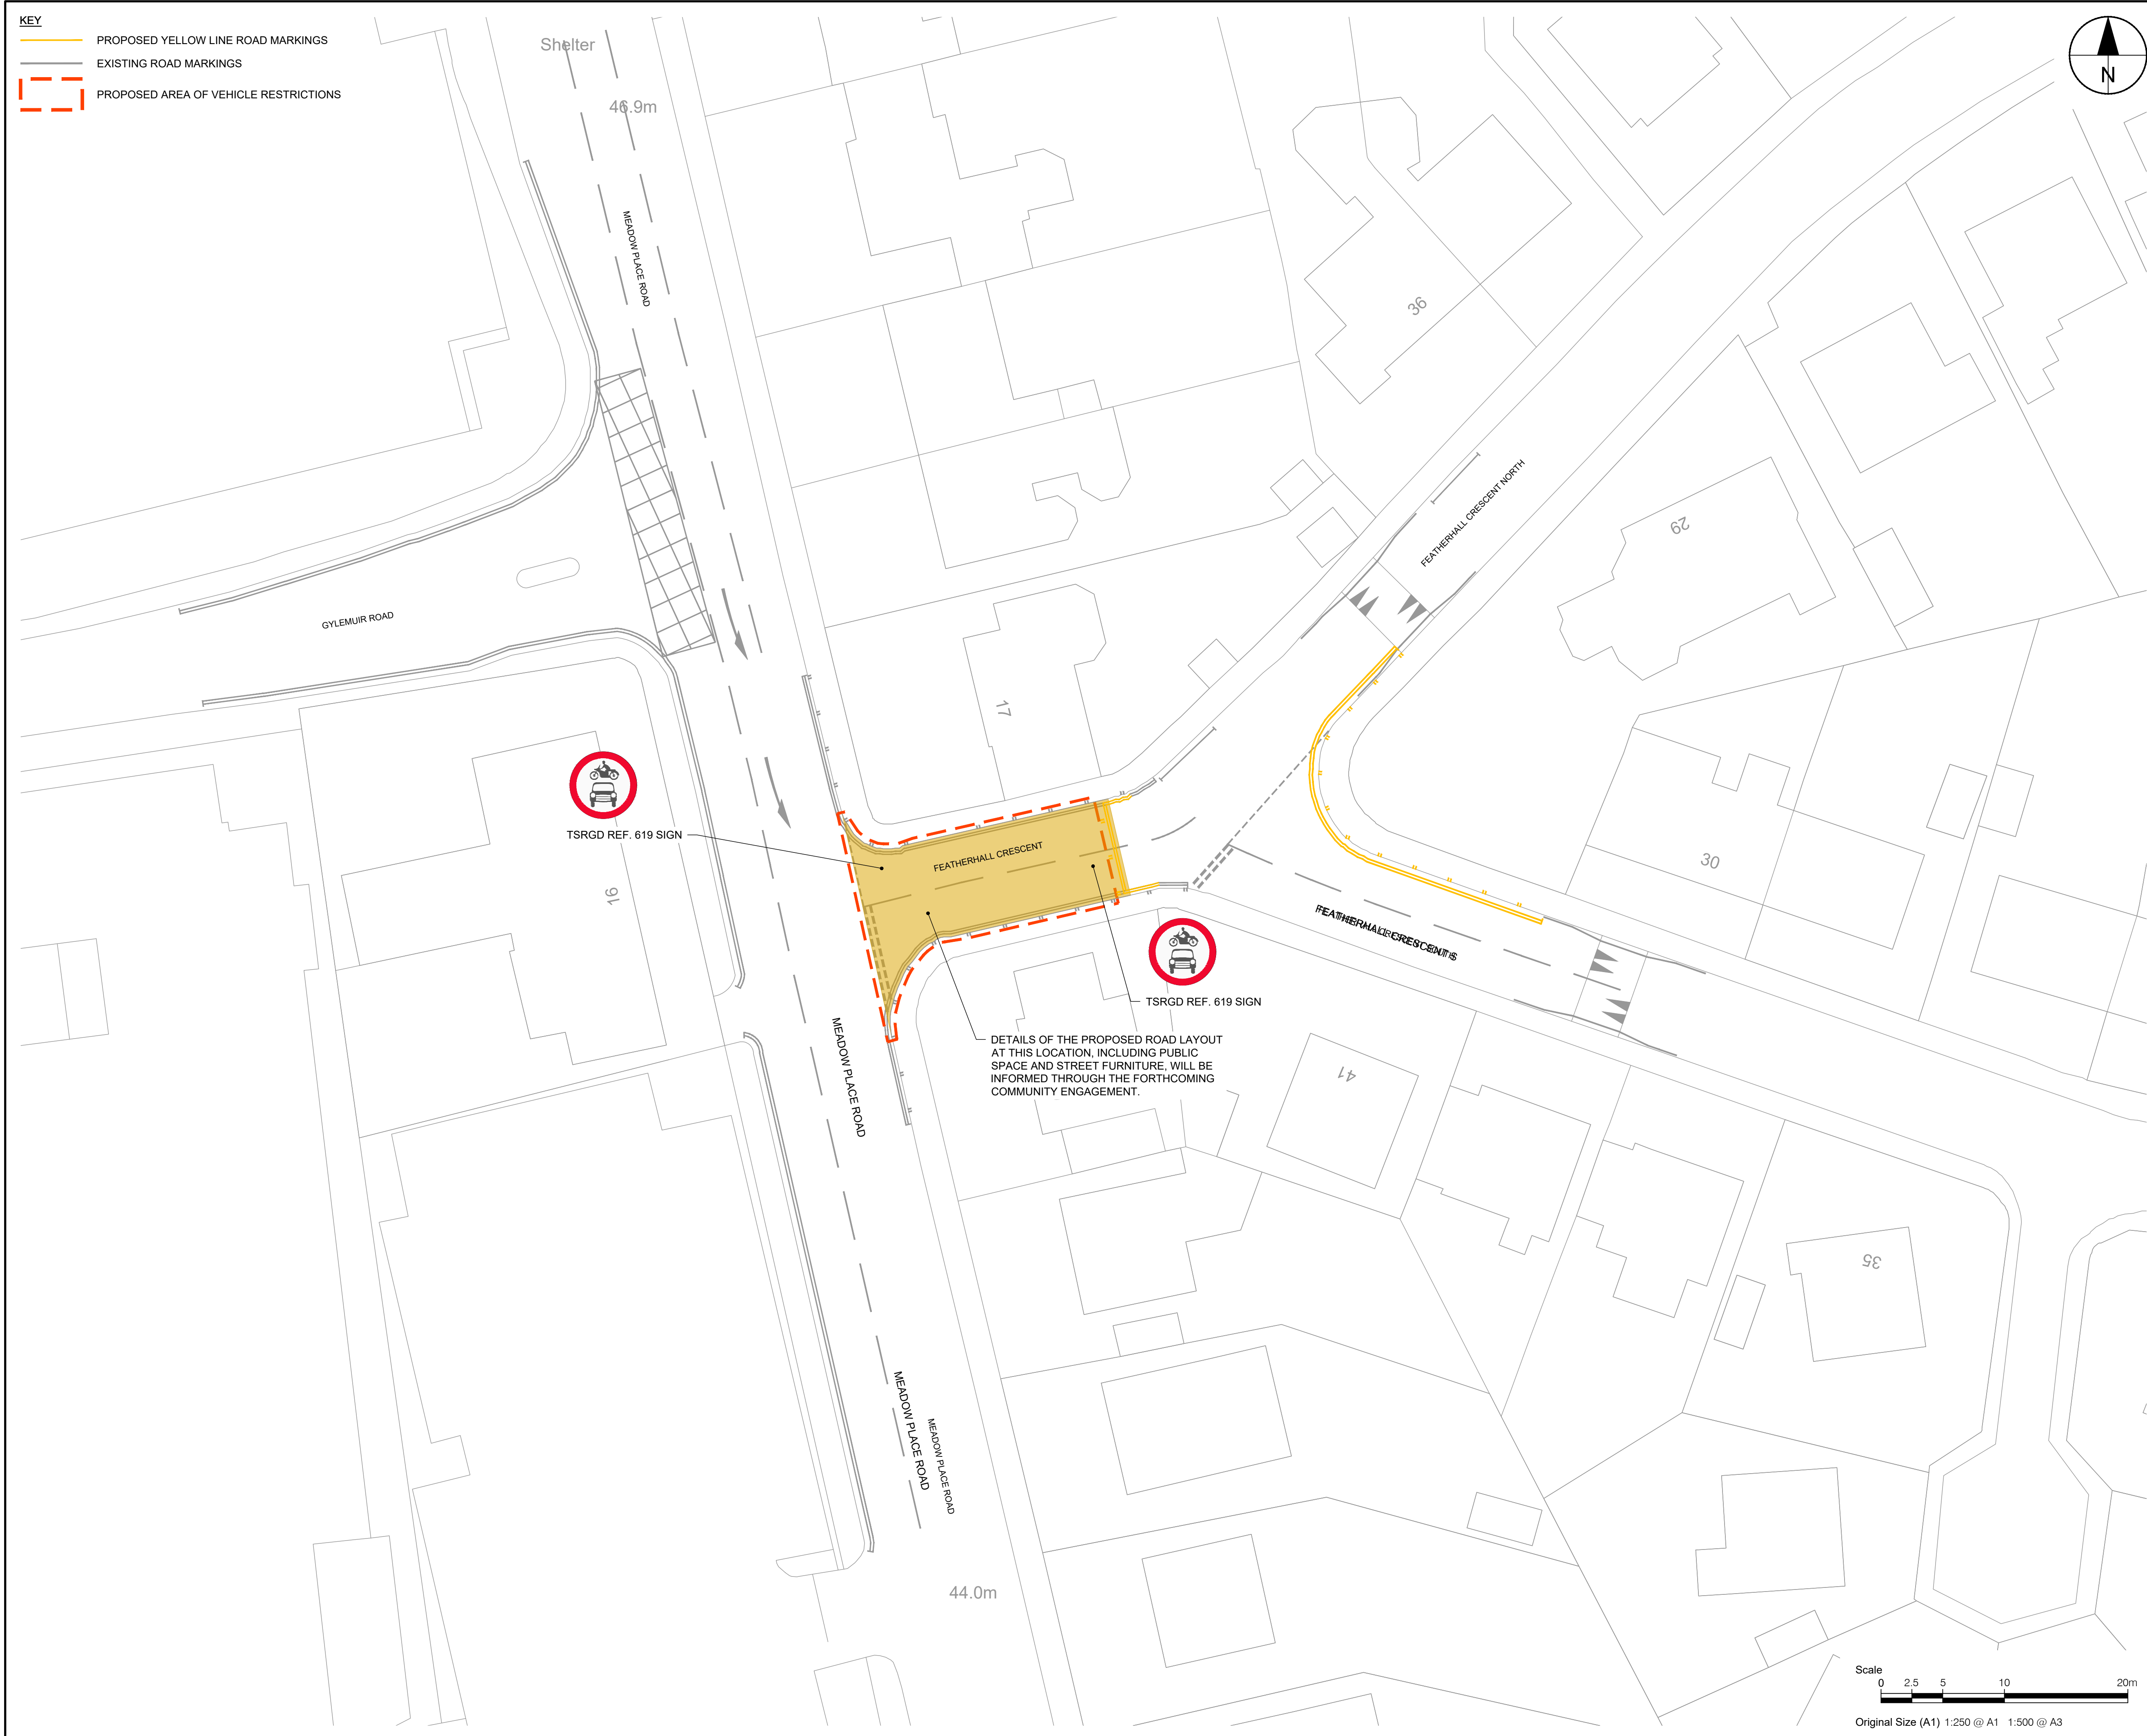 KEY
PROPOSED YELLOW LINE ROAD MARKINGS
EXISTING ROAD MARKINGS
PROPOSED AREA OF VEHICLE RESTRICTIONS
N
Shelter
46.9m
MEADOW PLACE ROAD
36
FEATHERHALL CRESCENT NORTH
29
GYLEMUIR ROAD
17
TSRGD REF. 619 SIGN
FEATHERHALL CRESCENT
30
16
FEATHERHALL CRESCENT
TSRGD REF. 619 SIGN
DETAILS OF THE PROPOSED ROAD LAYOUT
AT THIS LOCATION, INCLUDING PUBLIC
SPACE AND STREET FURNITURE, WILL BE
INFORMED THROUGH THE FORTHCOMING
COMMUNITY ENGAGEMENT.
MEADOW PLACE ROAD
41
35
MEADOW PLACE ROAD
MEADOW PLACE ROAD
44.0m
Scale
0 2.5 5 10 20m
Original Size (A1) 1:250 @ A1 1:500 @ A3